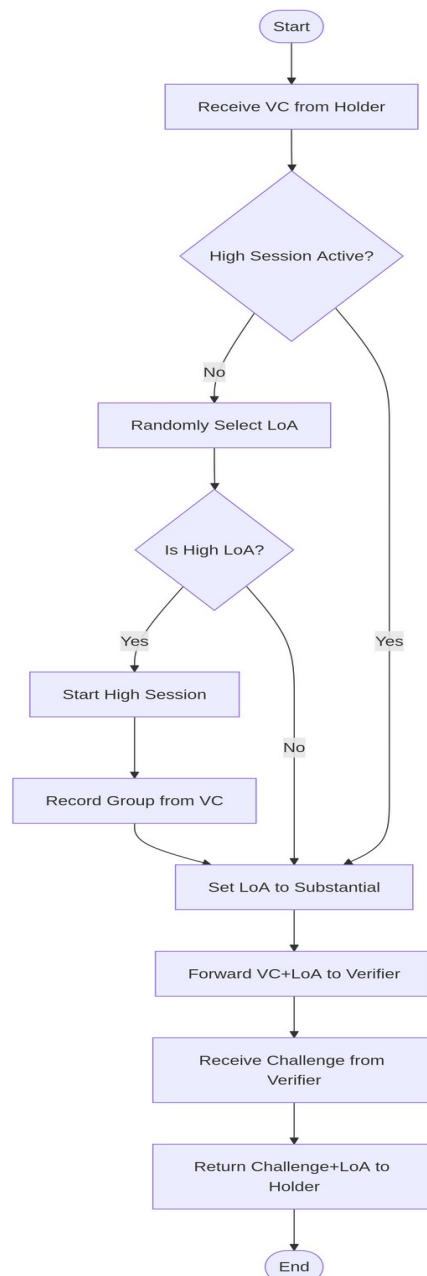 Start
Receive VC from Holder
High Session Active?
No
Randomly Select LoA
Is High LoA?
Yes
Yes
Start High Session
No
Record Group from VC
Set LoA to Substantial
Forward VC+LoA to Verifier
Receive Challenge from
Verifier
Return Challenge+LoA to
Holder
End